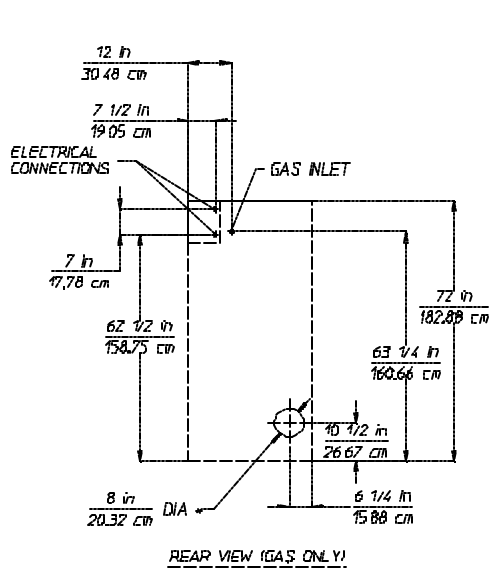 12 in
30.48 cm
7 1/2 in
19.05 cm
ELECTRICAL
CONNECTIONS
GAS INLET
7 in
17,78 cm
72 in
182.88 cm
62 1/2 in
158.75 cm
63 1/4 in
160.66 cm
10 1/2 in
26.67 cm
8 in
20.32 cm
DIA
6 1/4 in
15.88 cm
REAR VIEW (GAS ONLY)